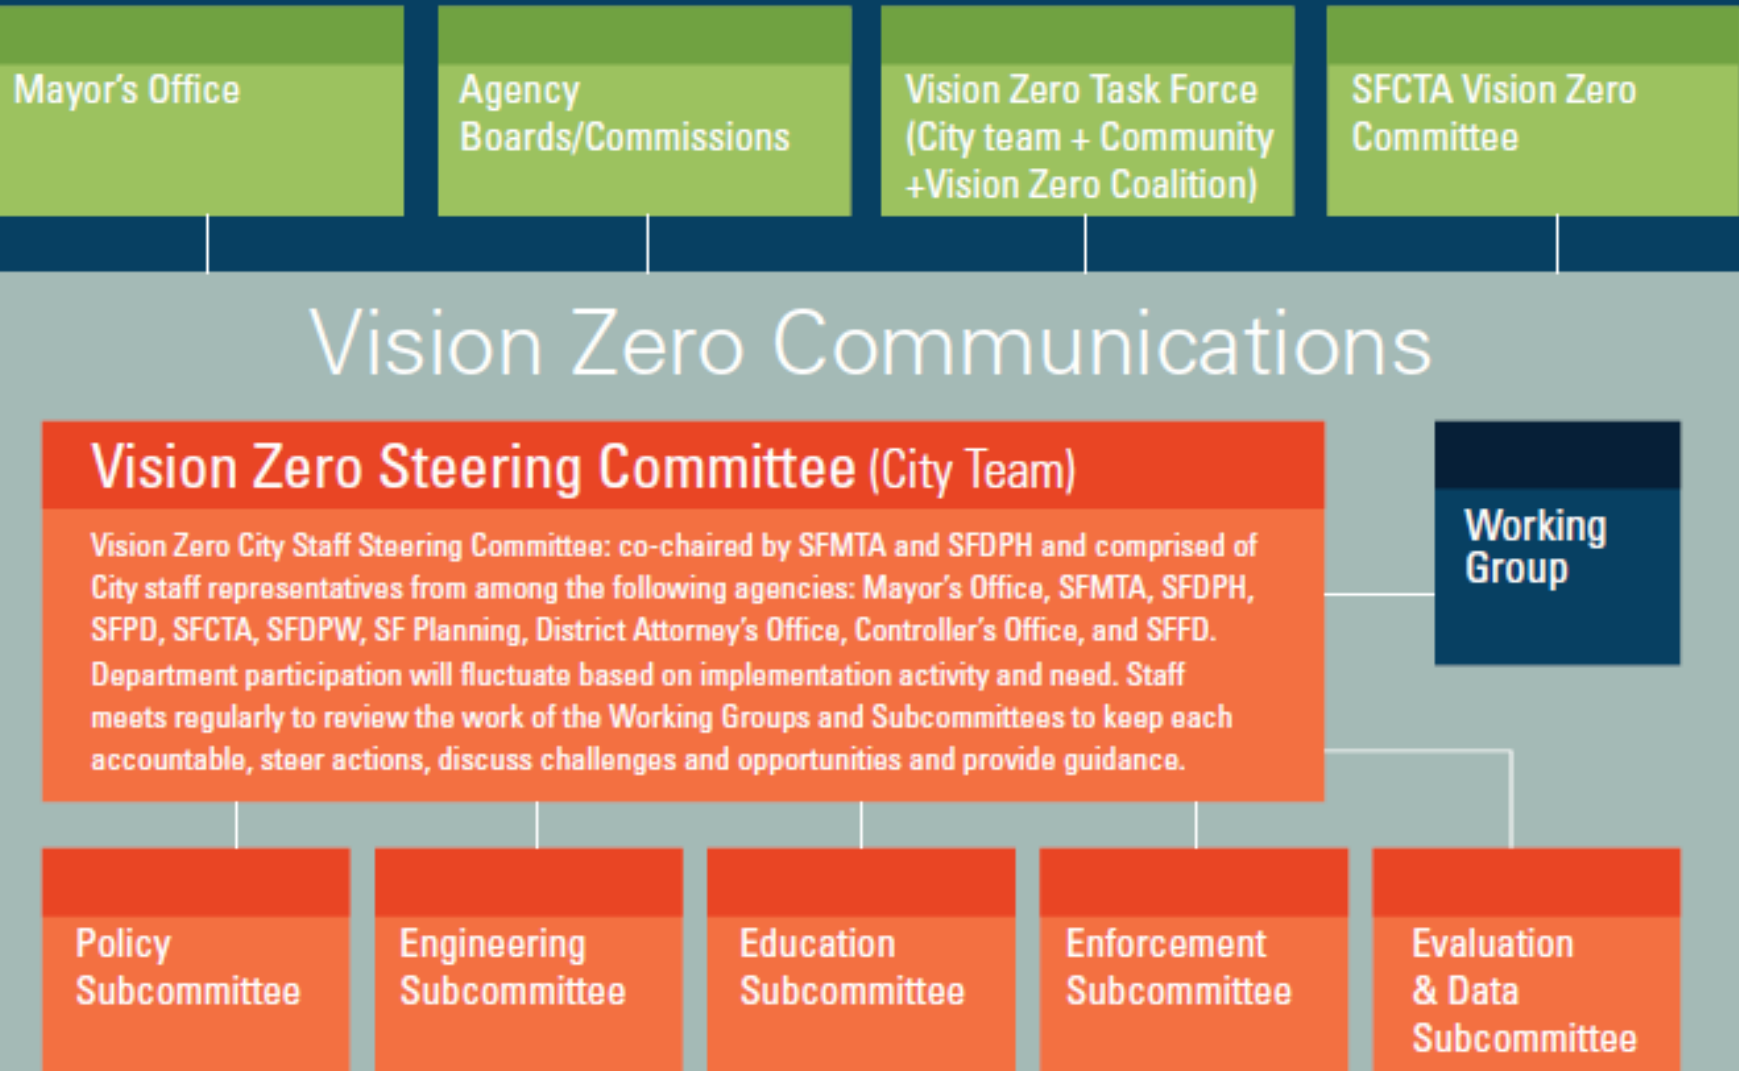 Mayor's Office
Agency
Boards/Commissions
Vision Zero Task Force
(City team + Community
+Vision Zero Coalition)
SFCTA Vision Zero
Committee
Vision Zero Communications
Vision Zero Steering Committee (City Team)
Vision Zero City Staff Steering Committee: co-chaired by SFMTA and SFDPH and comprised of
City staff representatives from among the following agencies: Mayor's Office, SFMTA, SFDPH,
SFPD, SFCTA, SFDPW, SF Planning, District Attorney's Office, Controller's Office, and SFFD.
Department participation will fluctuate based on implementation activity and need. Staff
meets regularly to review the work of the Working Groups and Subcommittees to keep each
accountable, steer actions, discuss challenges and opportunities and provide guidance.
Working
Group
Policy
Subcommittee
Engineering
Subcommittee
Education
Subcommittee
Enforcement
Subcommittee
Evaluation
& Data
Subcommittee